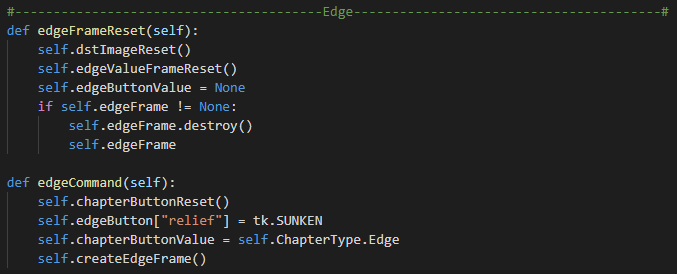 #----------------------------------------Edge----------------------------------------#
def edgeFrameReset(self):
    self.dstImageReset()
    self.edgeValueFrameReset()
    self.edgeButtonValue = None
    if self.edgeFrame != None:
        self.edgeFrame.destroy()
        self.edgeFrame
def edgeCommand(self):
    self.chapterButtonReset()
    self.edgeButton["relief"] = tk.SUNKEN
    self.chapterButtonValue = self.ChapterType.Edge
    self.createEdgeFrame()